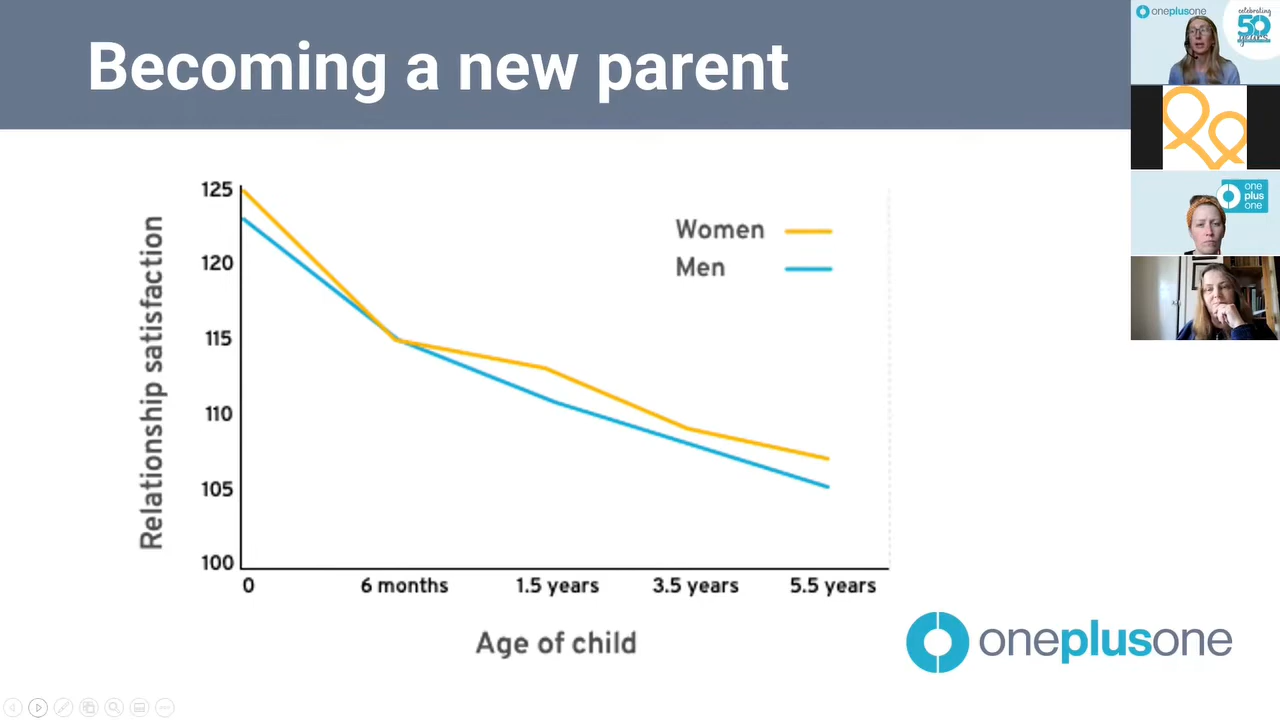 Becoming a new parent
125
120
115
110
105
100
Relationship satisfaction
Women
Men
0
6 months
1.5 years
3.5 years
5.5 years
Age of child
oneplusone
oneplusone
celebrating
50
years
one
plus
one